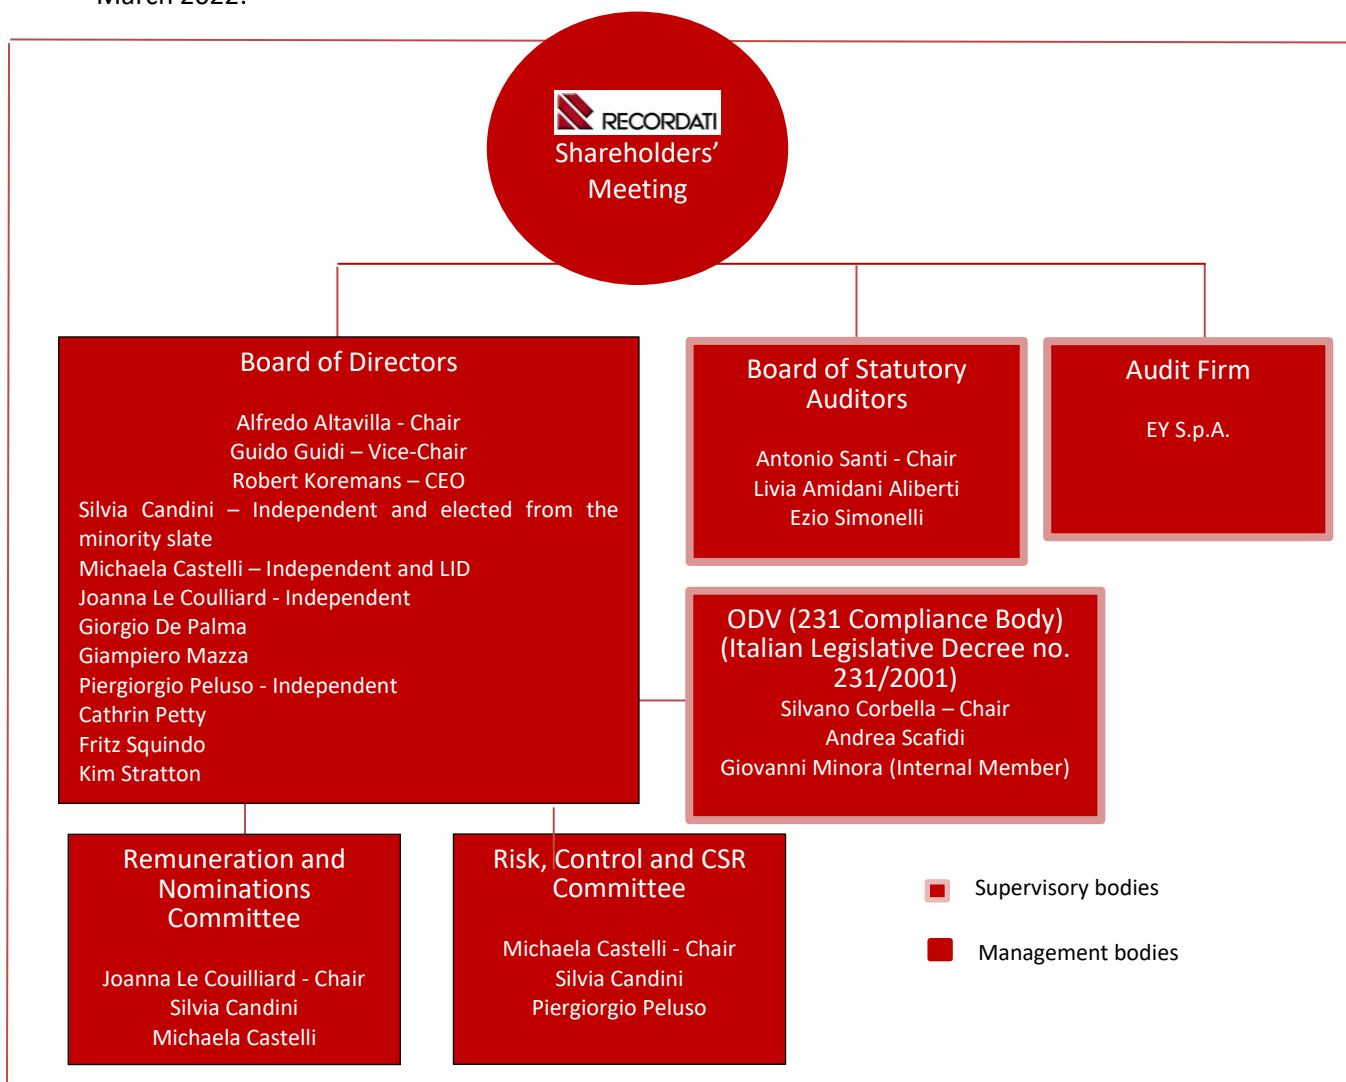 March 2022:
RECORDATI
Shareholders’
Meeting
Board of Directors
Alfredo Altavilla - Chair
Guido Guidi – Vice-Chair
Robert Koremans – CEO
Silvia Candini – Independent and elected from the
minority slate
Michaela Castelli – Independent and LID
Joanna Le Coulliard - Independent
Giorgio De Palma
Giampiero Mazza
Piergiorgio Peluso - Independent
Cathrin Petty
Fritz Squindo
Kim Stratton
Board of Statutory
Auditors
Antonio Santi - Chair
Livia Amidani Aliberti
Ezio Simonelli
Audit Firm
EY S.p.A.
ODV (231 Compliance Body)
(Italian Legislative Decree no.
231/2001)
Silvano Corbella – Chair
Andrea Scafidi
Giovanni Minora (Internal Member)
Remuneration and
Nominations
Committee
Joanna Le Couilliard - Chair
Silvia Candini
Michaela Castelli
Risk, Control and CSR
Committee
Michaela Castelli - Chair
Silvia Candini
Piergiorgio Peluso
Supervisory bodies
Management bodies